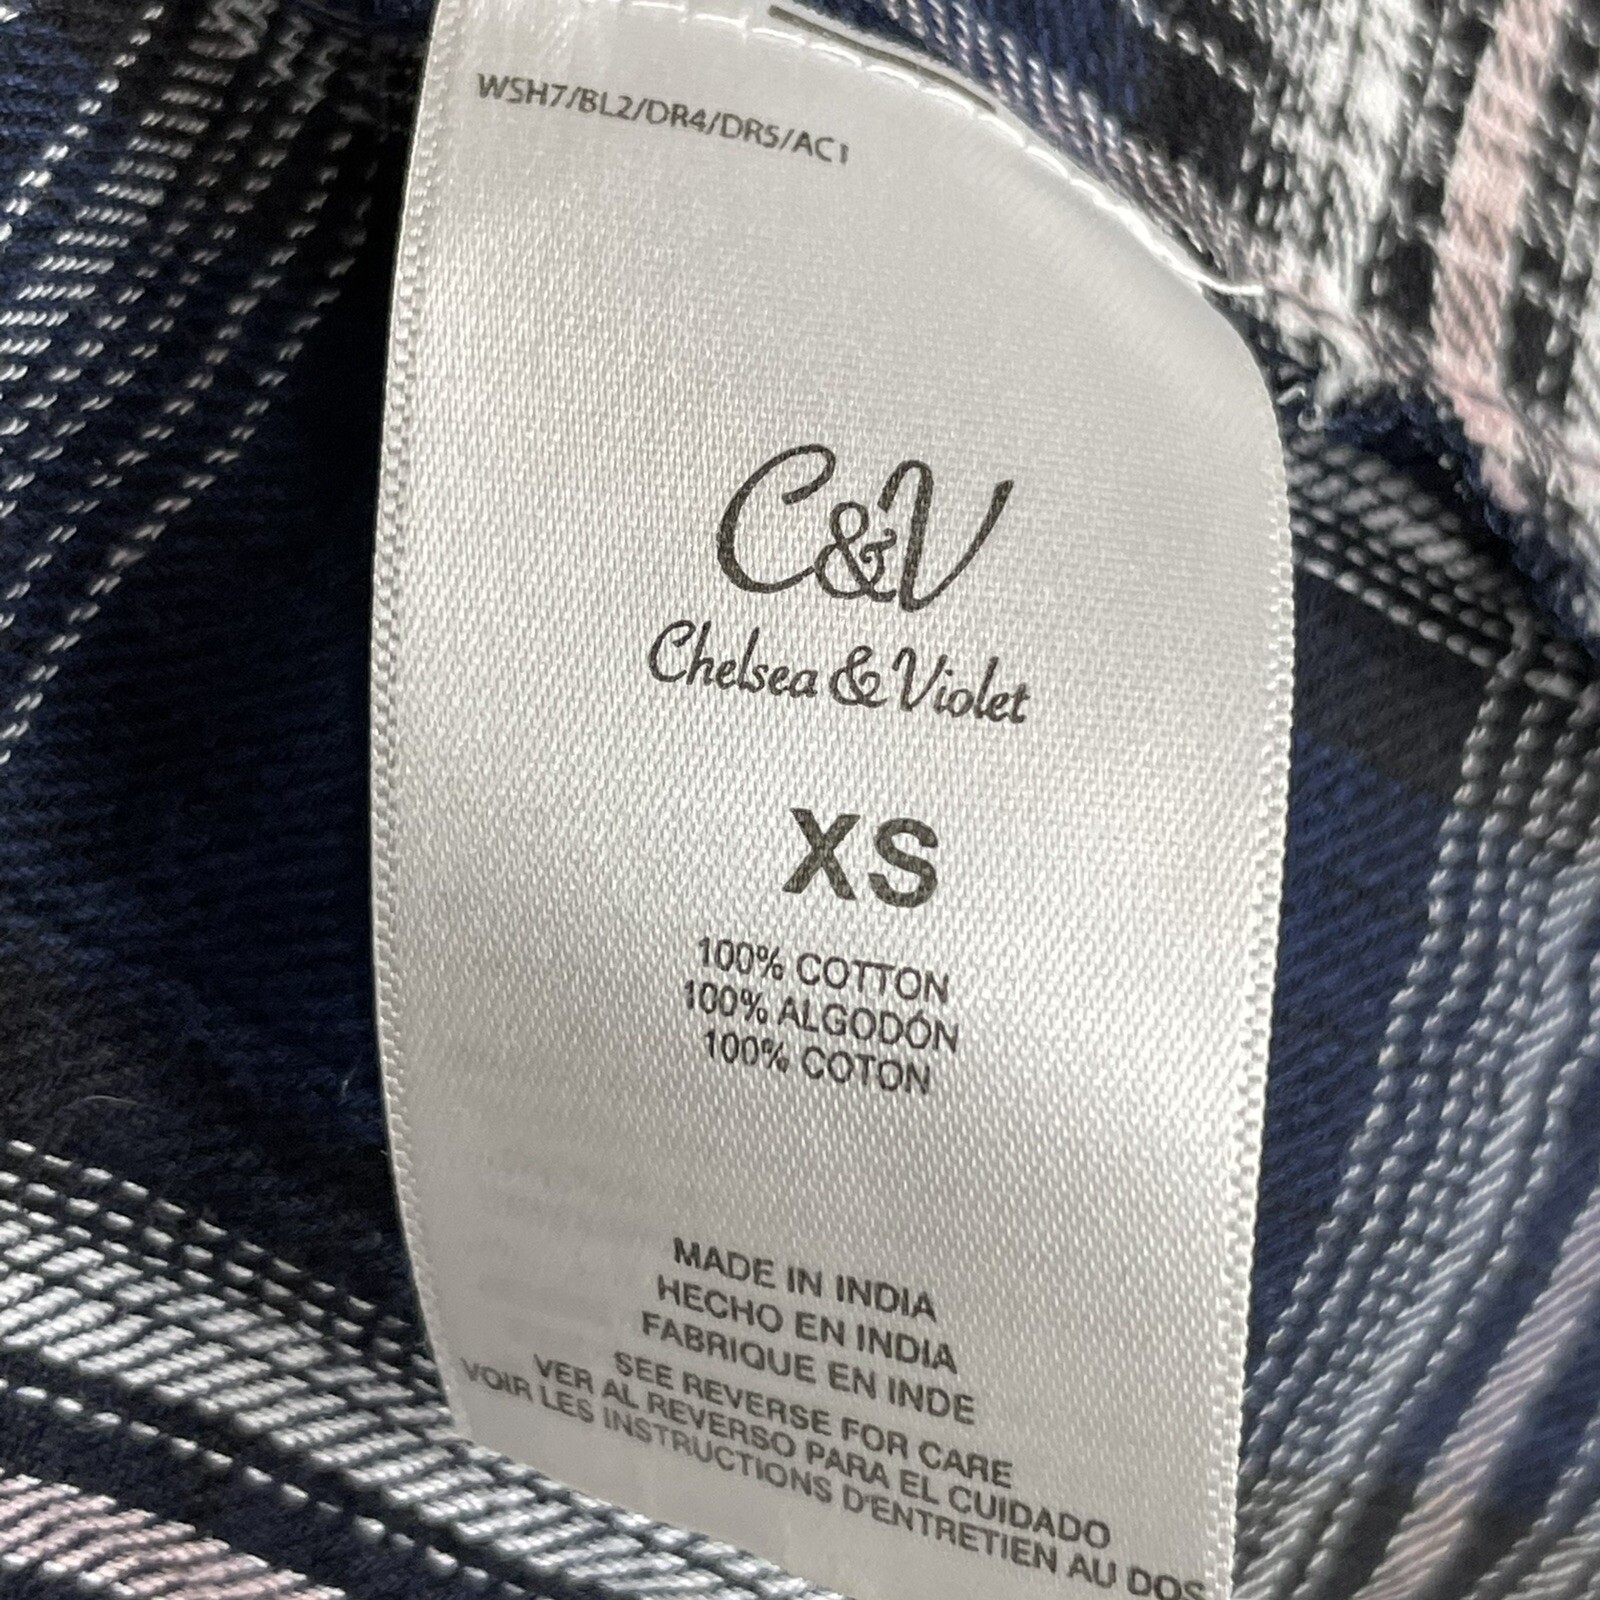 WSH7/BL2/DR4/DR5/AC1
C&V
Chelsea & Violet
XS
100% COTTON
100% ALGODÓN
100% COTON
MADE IN INDIA
HECHO EN INDIA
FABRIQUE EN INDE
SEE REVERSE FOR CARE
VER AL REVERSO PARA EL CUIDADO
VOIR LES INSTRUCTIONS D'ENTRETIEN AU DOS